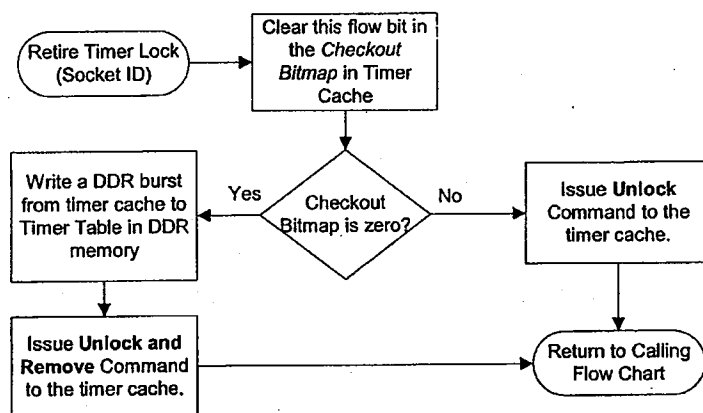 Retire Timer Lock
(Socket ID)
Clear this flow bit in
the Checkout
Bitmap in Timer
Cache
Write a DDR burst
from timer cache to
Timer Table in DDR
memory
Yes
Checkout
Bitmap is zero?
No
Issue Unlock
Command to the
timer cache.
Issue Unlock and
Remove Command
to the timer cache.
Return to Calling
Flow Chart